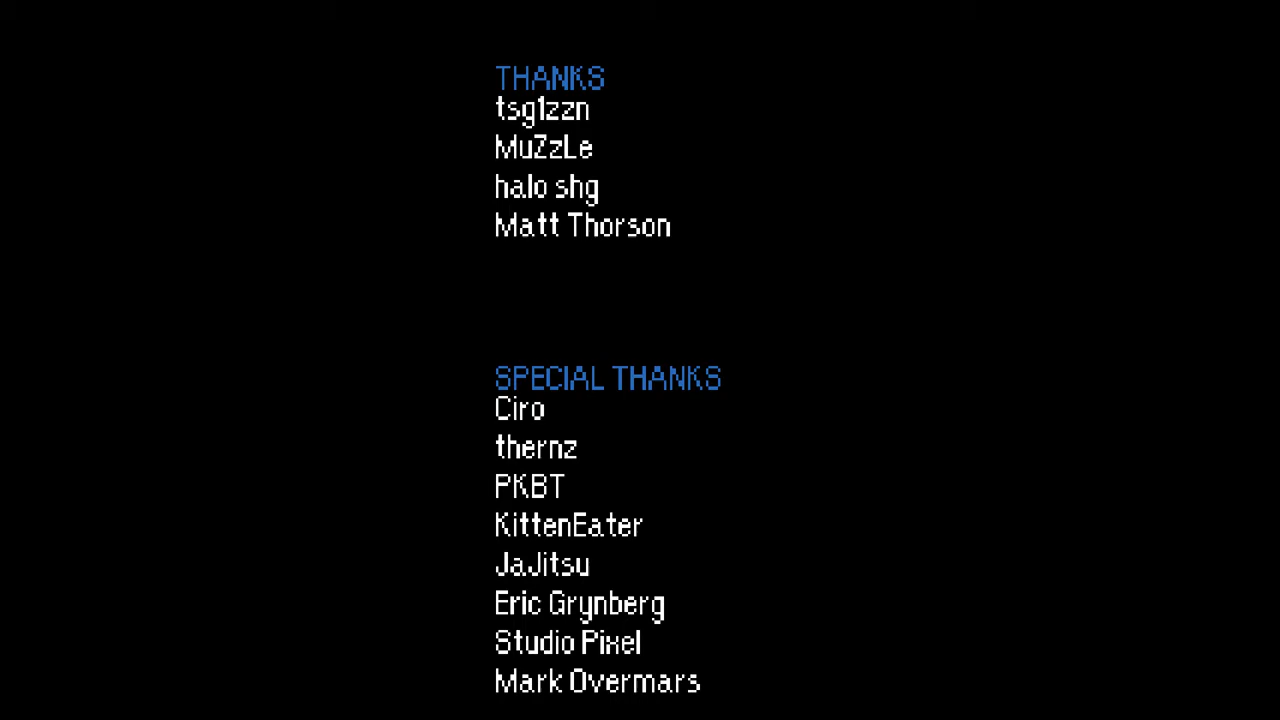 THANKS
tsg1zzn
MuZzLe
halo shg
Matt Thorson
SPECIAL THANKS
Ciro
thernz
PKBT
KittenEater
JaJitsu
Eric Grynberg
Studio Pixel
Mark Overmars